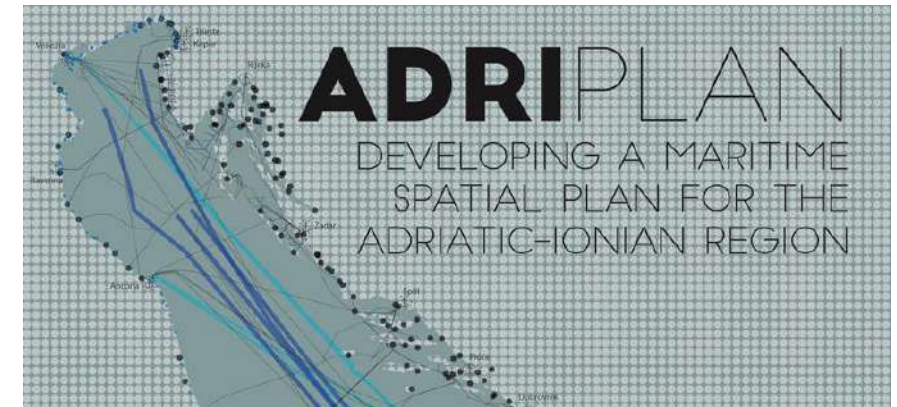 ADRIPLAN
DEVELOPING A MARITIME
SPATIAL PLAN FOR THE
ADRIATIC-IONIAN REGION
Trieste
Koper
Venezia
Rijeka
Ravenna
Zadar
Ancona
Split
Ploče
Dubrovnik